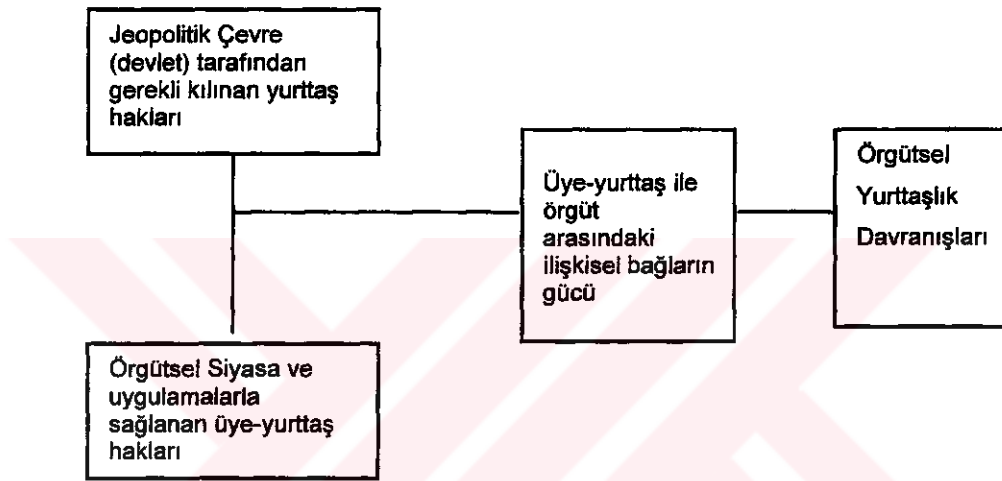 Jeopolitik Çevre
(devlet) tarafından
gerekli kılınan yurttaş
hakları
Üye-yurttaş ile
örgüt
arasındaki
ilişkisel bağların
gücü
Örgütsel
Yurttaşlık
Davranışları
Örgütsel Siyasa ve
uygulamalarla
sağlanan üye-yurttaş
hakları